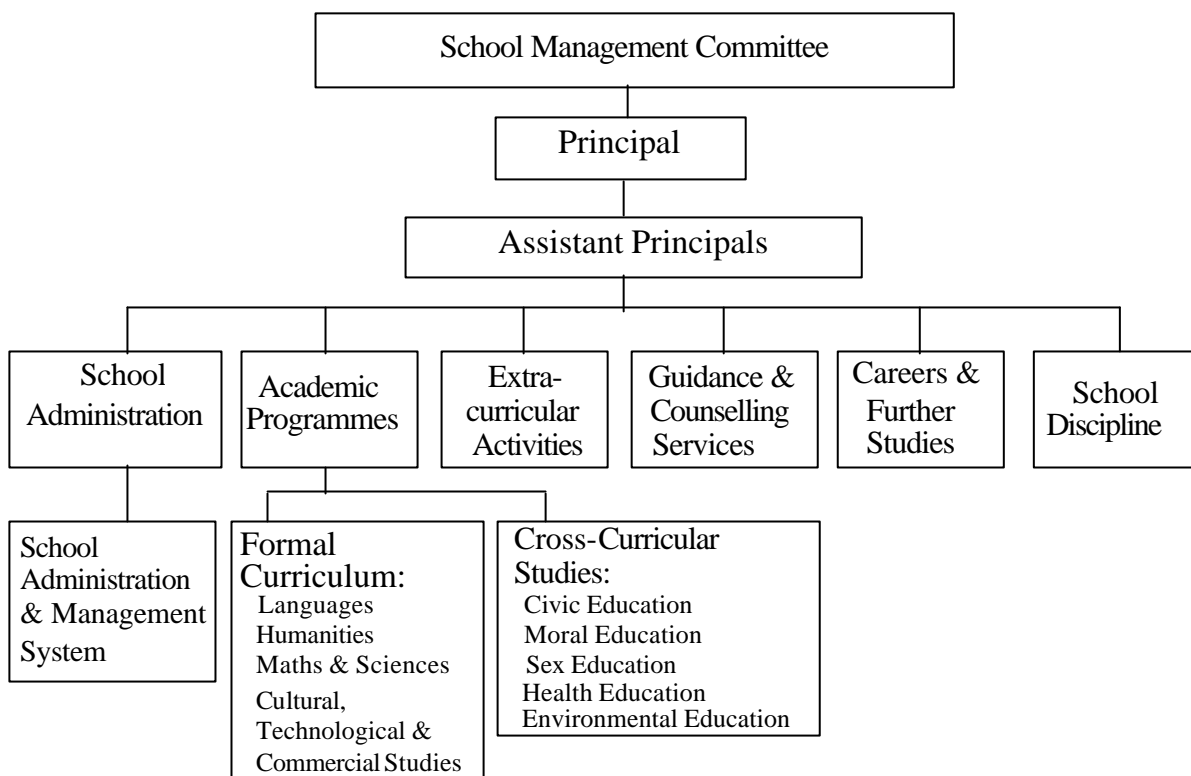 School Management Committee
Principal
Assistant Principals
School
Administration
Academic
Programmes
Extra-
curricular
Activities
Guidance &
Counselling
Services
Careers &
Further
Studies
School
Discipline
School
Administration
& Management
System
Formal
Curriculum:
Languages
Humanities
Maths & Sciences
Cultural,
Technological &
Commercial Studies
Cross-Curricular
Studies:
Civic Education
Moral Education
Sex Education
Health Education
Environmental Education